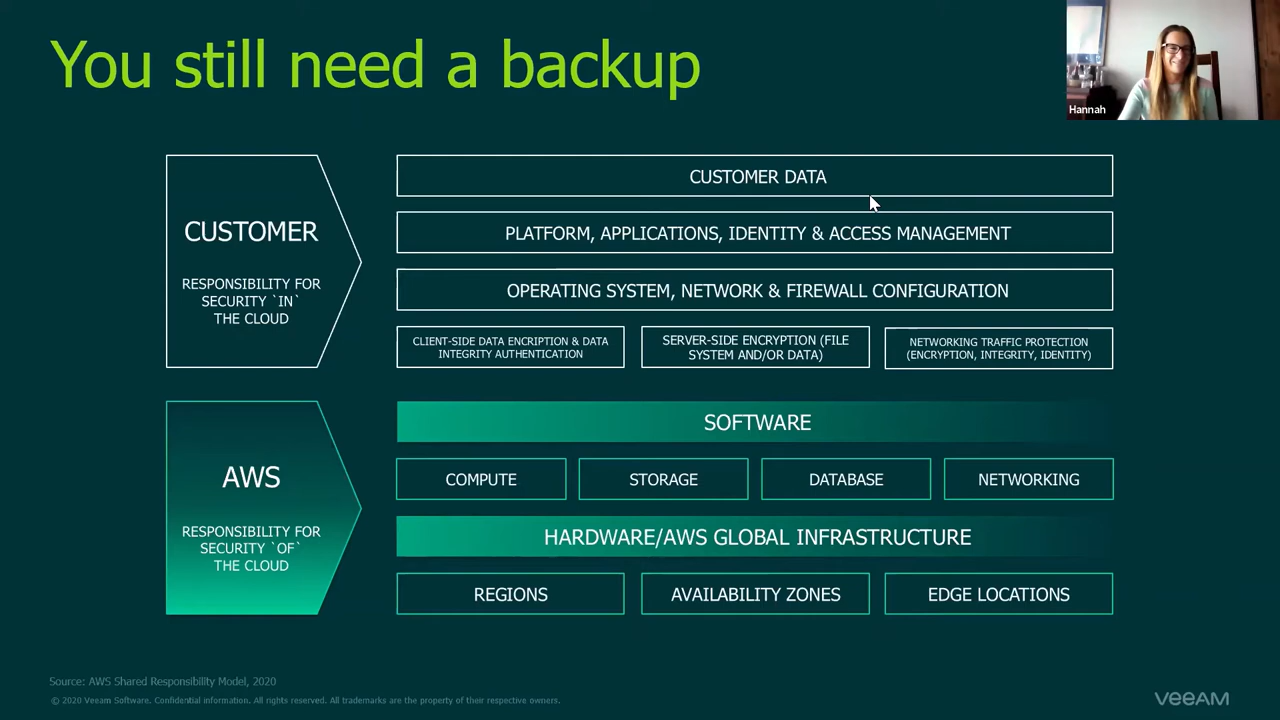 You still need a backup
Hannah
CUSTOMER
RESPONSIBILITY FOR
SECURITY `IN`
THE CLOUD
CUSTOMER DATA
PLATFORM, APPLICATIONS, IDENTITY & ACCESS MANAGEMENT
OPERATING SYSTEM, NETWORK & FIREWALL CONFIGURATION
CLIENT-SIDE DATA ENCRIPTION & DATA
INTEGRITY AUTHENTICATION
SERVER-SIDE ENCRYPTION (FILE
SYSTEM AND/OR DATA)
NETWORKING TRAFFIC PROTECTION
(ENCRYPTION, INTEGRITY, IDENTITY)
AWS
RESPONSIBILITY FOR
SECURITY `OF`
THE CLOUD
SOFTWARE
COMPUTE
STORAGE
DATABASE
NETWORKING
HARDWARE/AWS GLOBAL INFRASTRUCTURE
REGIONS
AVAILABILITY ZONES
EDGE LOCATIONS
Source: AWS Shared Responsibility Model, 2020
© 2020 Veeam Software. Confidential information. All rights reserved. All trademarks are the property of their respective owners.
VEEAM